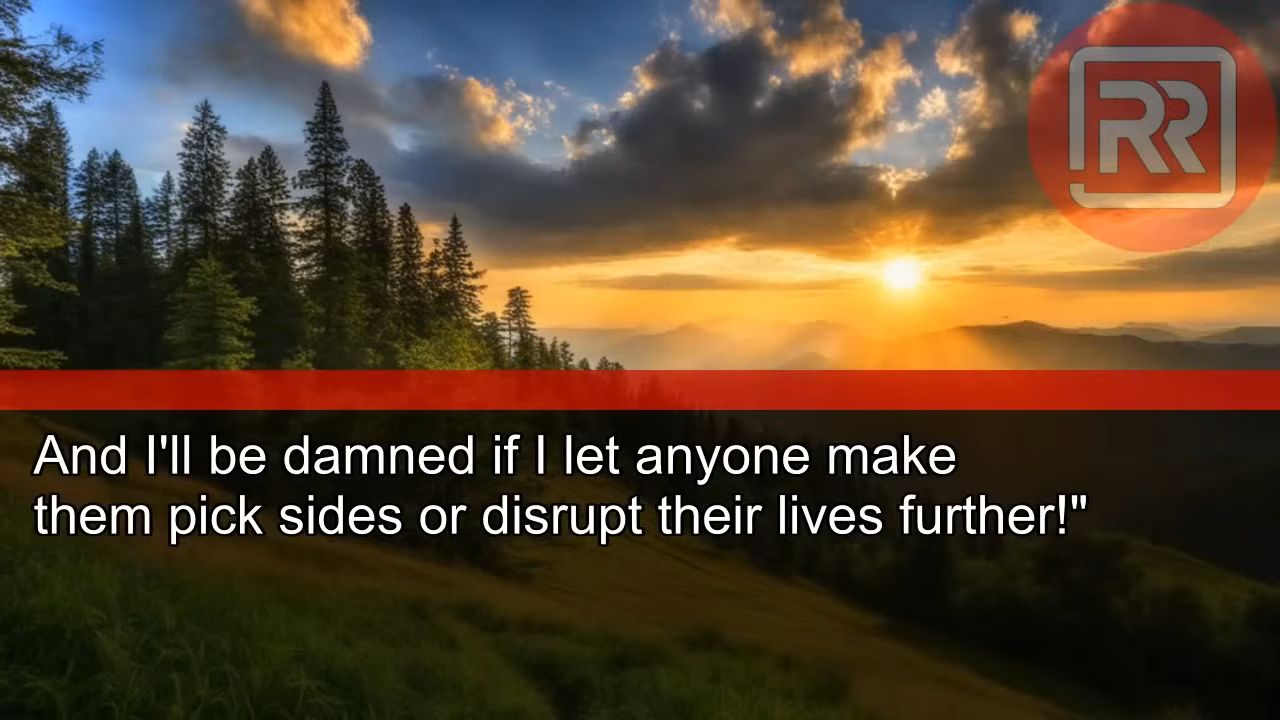 RR
And I'll be damned if I let anyone make
them pick sides or disrupt their lives further!"